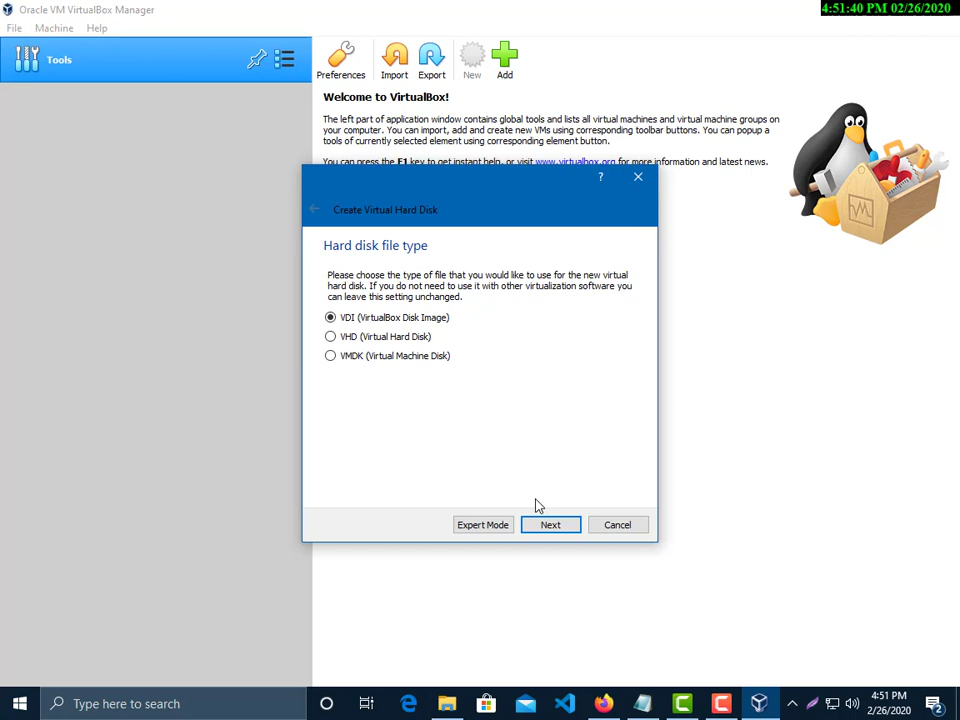 Oracle VM VirtualBox Manager
4:51:40 PM 02/26/2020
File Machine Help
Tools
Preferences Import Export New Add
Welcome to VirtualBox!
The left part of application window contains global tools and lists all virtual machines and virtual machine groups on
your computer. You can import, add and create new VMs using corresponding toolbar buttons. You can popup a
tools of currently selected element using corresponding element button.
You can press the F1 key to get instant help, or visit www.virtualbox.org for more information and latest news.
?
Create Virtual Hard Disk
Hard disk file type
Please choose the type of file that you would like to use for the new virtual
hard disk. If you do not need to use it with other virtualization software you
can leave this setting unchanged.
VDI (VirtualBox Disk Image)
VHD (Virtual Hard Disk)
VMDK (Virtual Machine Disk)
Expert Mode Next Cancel
Type here to search
4:51 PM
2/26/2020
2